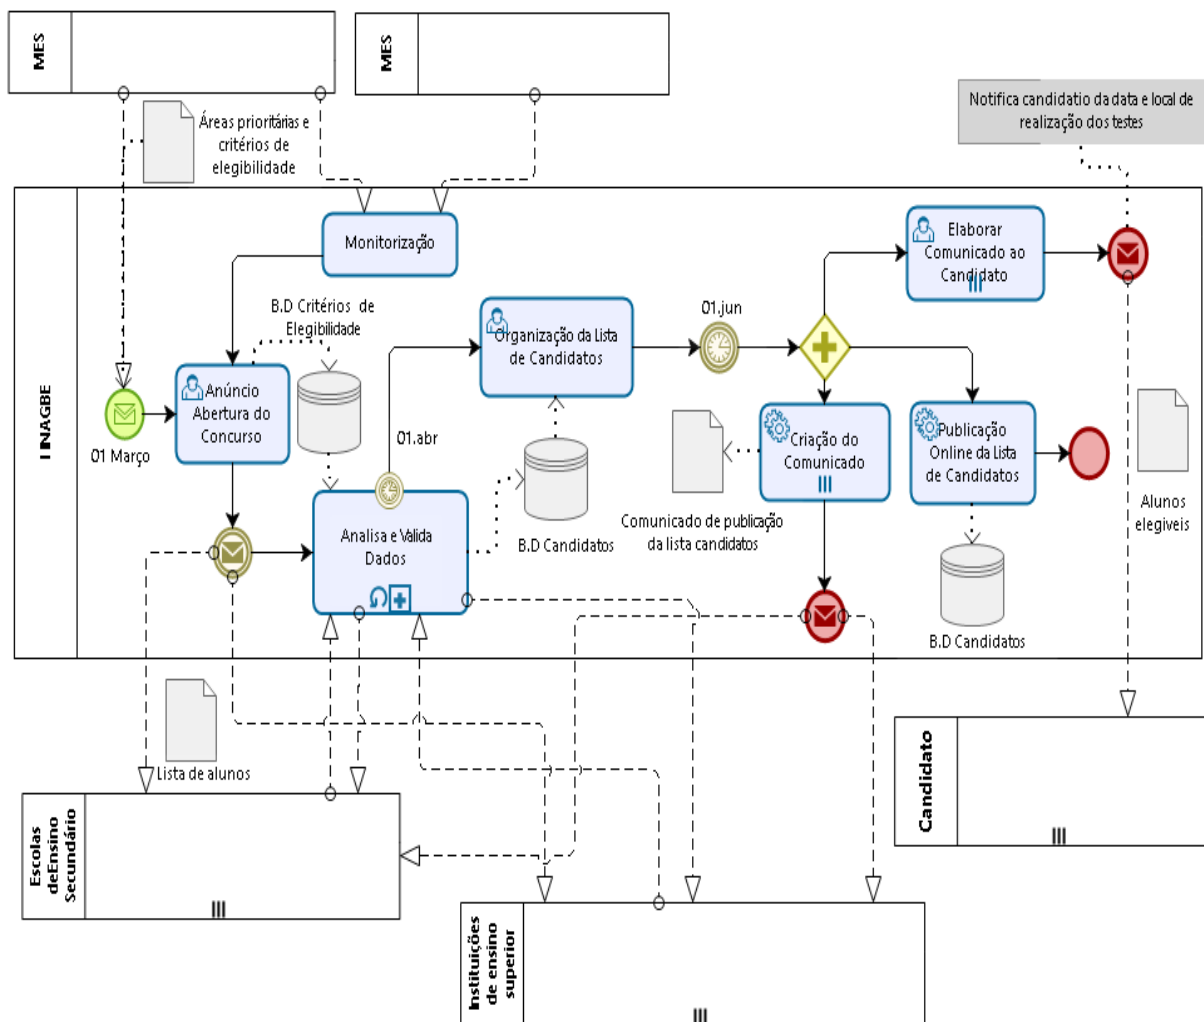 MES
MES
Áreas prioritárias e
critérios de
elegibilidade
Notifica candidatio da data e local de
realização dos testes
I INAGBE
Monitorização
Elaborar
Comunicado ao
Candidato
B.D Critérios de
Elegibilidade
Organização da Lista
de Candidatos
01.jun
Anúncio
Abertura do
Concurso
01 Março
01.abr
Criação do
Comunicado
Publicação
Online da Lista
de Candidatos
Analisa e Valida
Dados
B.D Candidatos
Comunicado de publicação
da lista candidatos
Alunos
elegiveis
B.D Candidatos
Lista de alunos
Candidato
Escolas
deEnsino
Secundário
Instituições
de ensino
superior